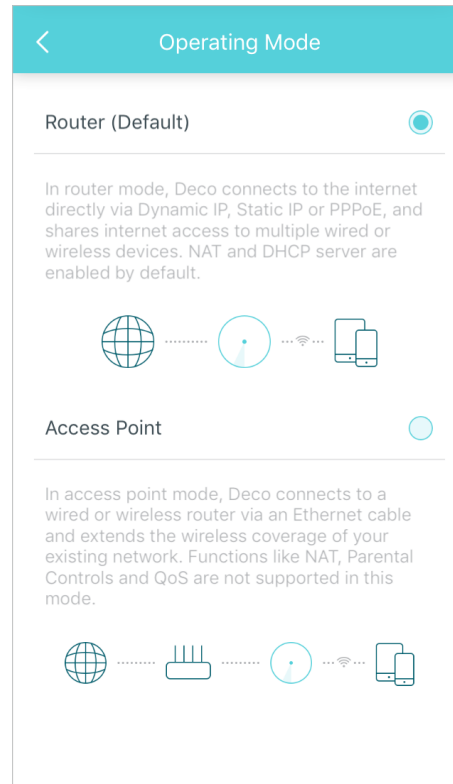 Operating Mode
Router (Default)
In router mode, Deco connects to the internet
directly via Dynamic IP, Static IP or PPPoE, and
shares internet access to multiple wired or
wireless devices. NAT and DHCP server are
enabled by default.
Access Point
In access point mode, Deco connects to a
wired or wireless router via an Ethernet cable
and extends the wireless coverage of your
existing network. Functions like NAT, Parental
Controls and QoS are not supported in this
mode.